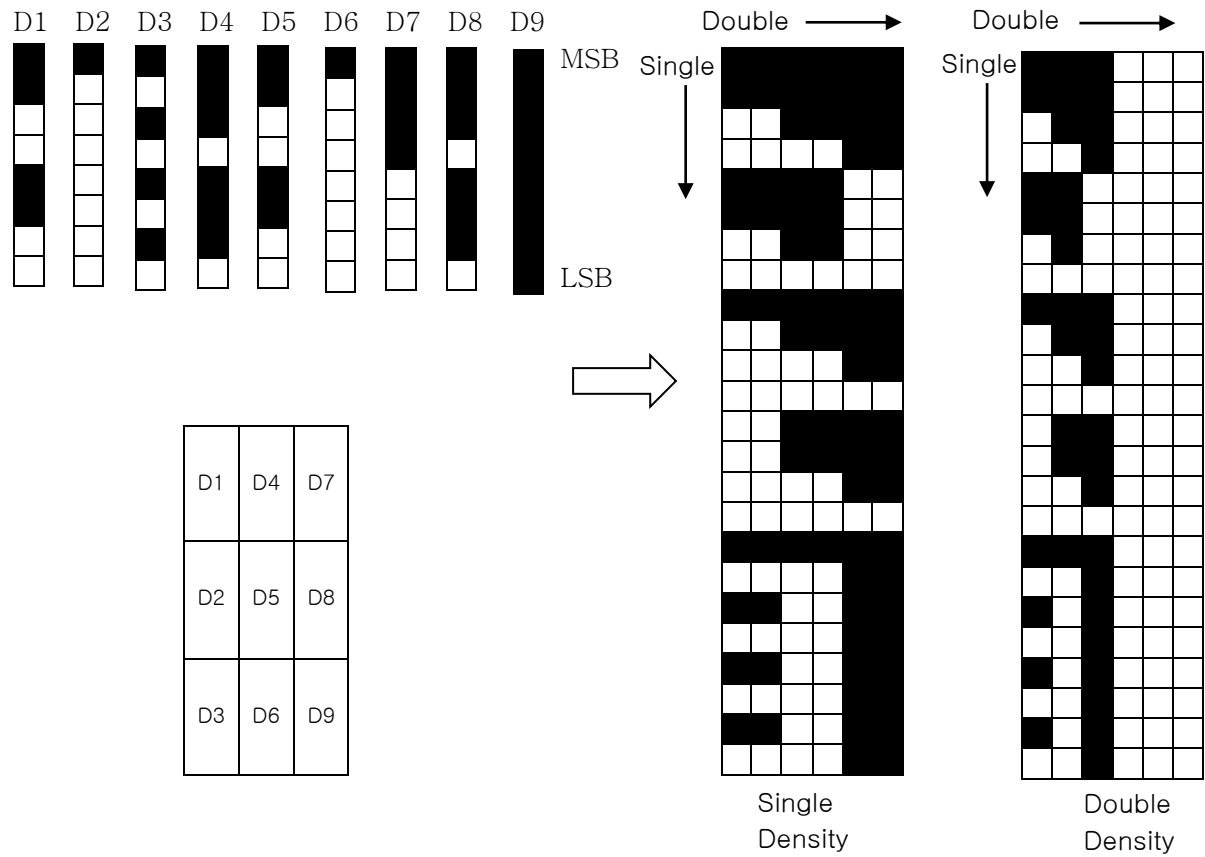 D1 D2 D3 D4 D5 D6 D7 D8 D9
MSB
LSB
D1 D4 D7
D2 D5 D8
D3 D6 D9
Double
Single
Single
Density
Double
Single
Double
Density